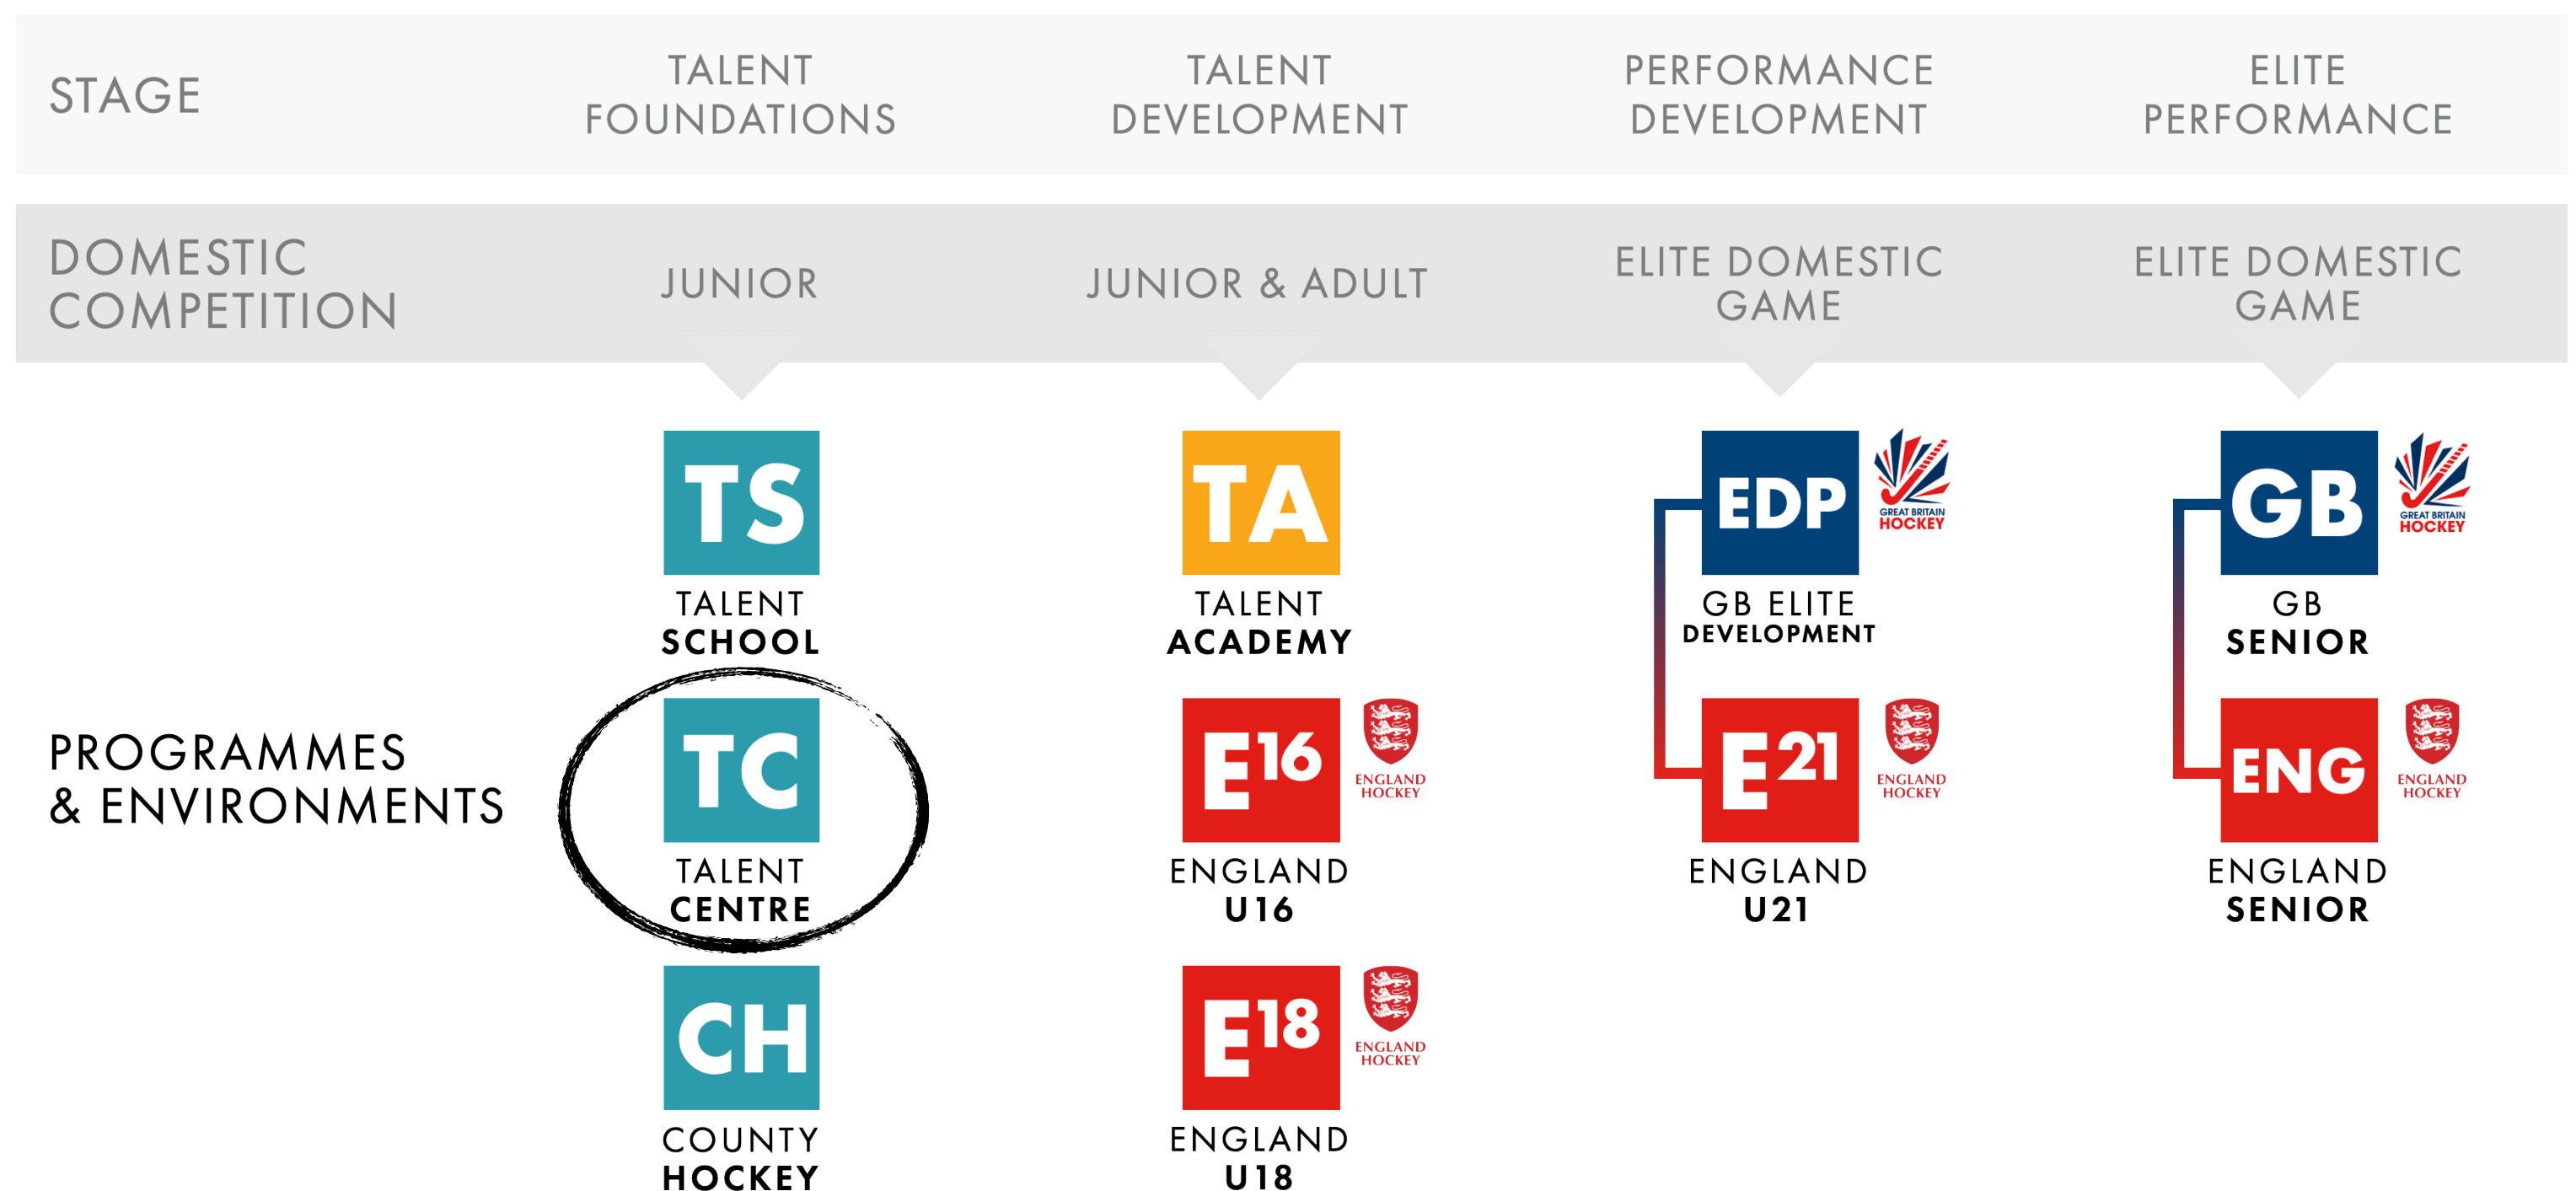 STAGE
TALENT
FOUNDATIONS
TALENT
DEVELOPMENT
PERFORMANCE
DEVELOPMENT
ELITE
PERFORMANCE
DOMESTIC
COMPETITION
JUNIOR
JUNIOR & ADULT
ELITE DOMESTIC
GAME
ELITE DOMESTIC
GAME
PROGRAMMES
& ENVIRONMENTS
TS
TALENT
SCHOOL
TC
TALENT
CENTRE
CH
COUNTY
HOCKEY
TA
TALENT
ACADEMY
E16
ENGLAND
HOCKEY
ENGLAND
U16
E18
ENGLAND
HOCKEY
ENGLAND
U18
EDP
GREAT BRITAIN
HOCKEY
GB ELITE
DEVELOPMENT
E21
ENGLAND
HOCKEY
ENGLAND
U21
GB
GREAT BRITAIN
HOCKEY
GB
SENIOR
ENG
ENGLAND
HOCKEY
ENGLAND
SENIOR